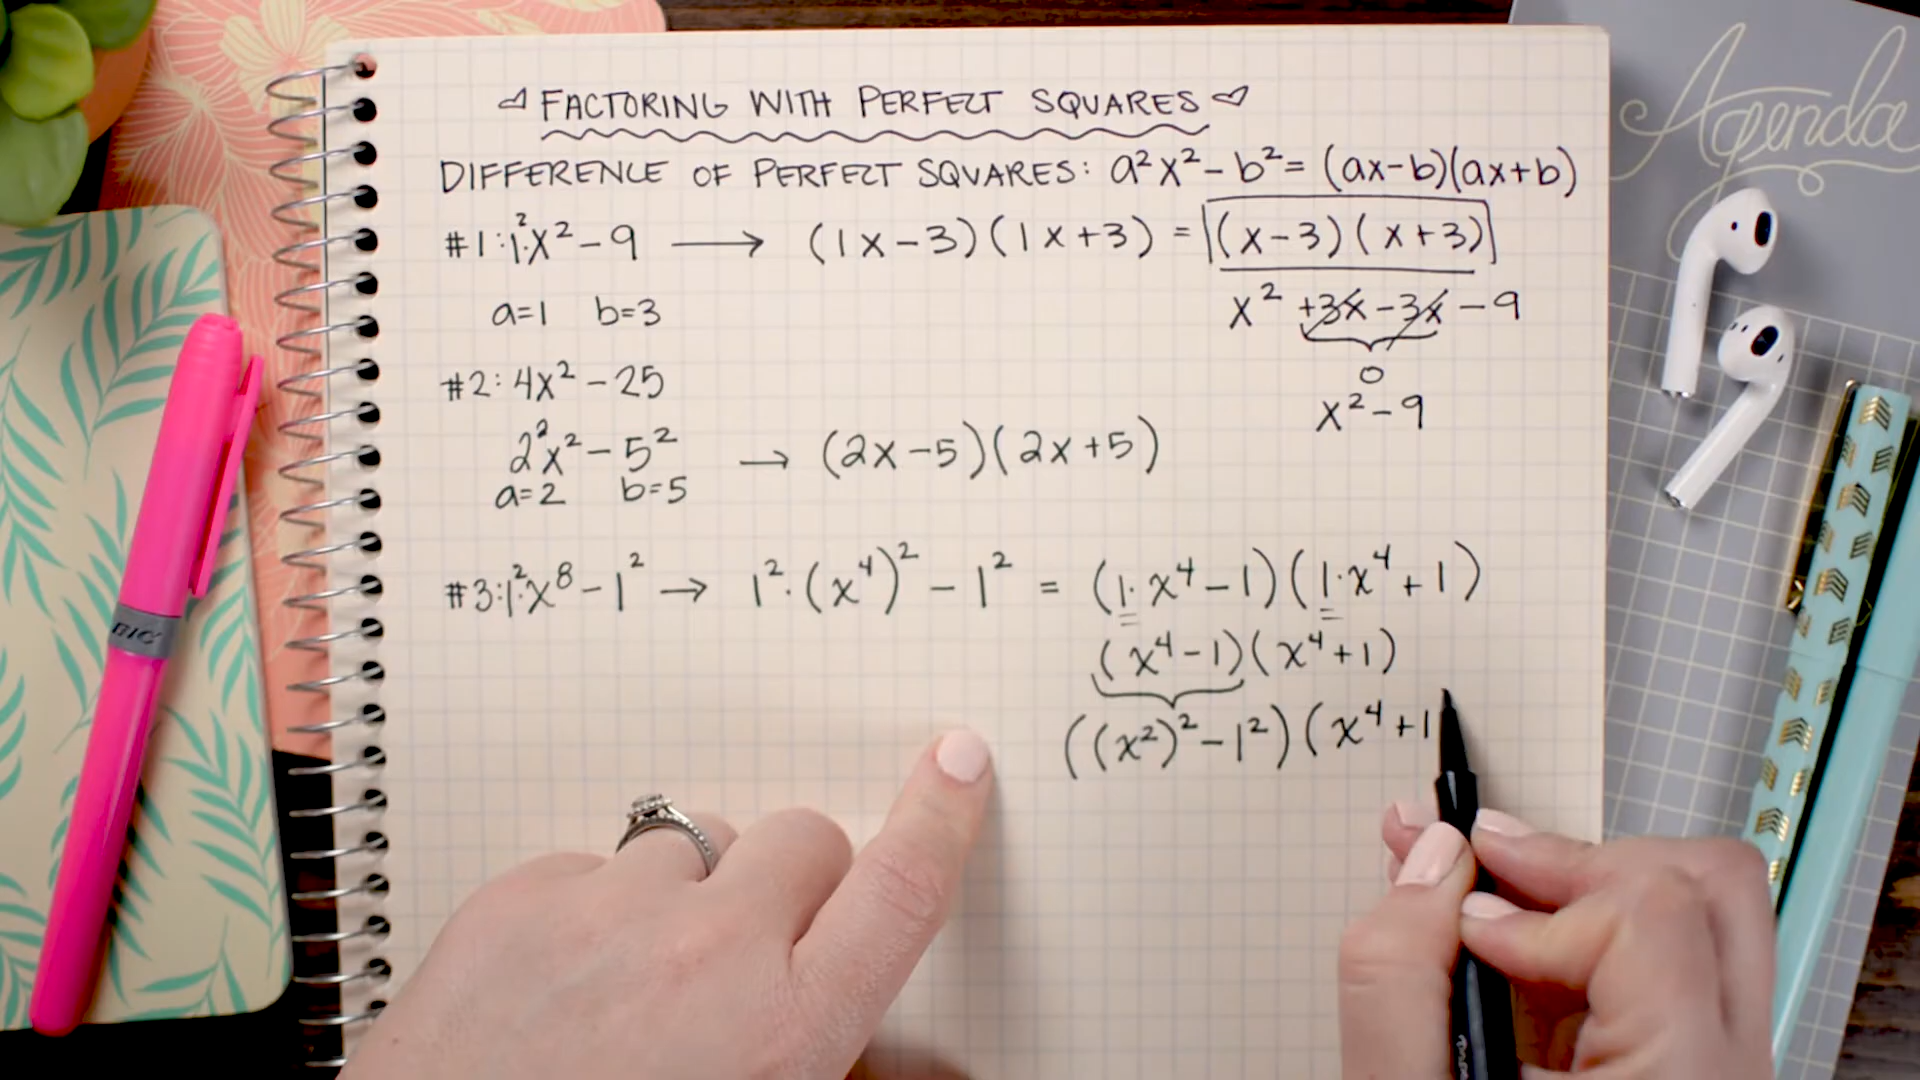 FACTORING WITH PERFECT SQUARES
DIFFERENCE OF PERFECT SQUARES: a²x² - b² = (ax-b)(ax+b)
#1: 1²·x² - 9 → (1x - 3)(1x + 3) = (x - 3)(x + 3)
x² +3x - 3x - 9
a=1 b=3
0
#2: 4x² - 25
x² - 9
2²x² - 5² → (2x - 5)(2x + 5)
a=2 b=5
#3: 1²·x⁸ - 1² → 1²·(x⁴)² - 1² = (1·x⁴ - 1)(1·x⁴ + 1)
(x⁴ - 1)(x⁴ + 1)
((x²)² - 1²)(x⁴ + 1
Agenda
BIC